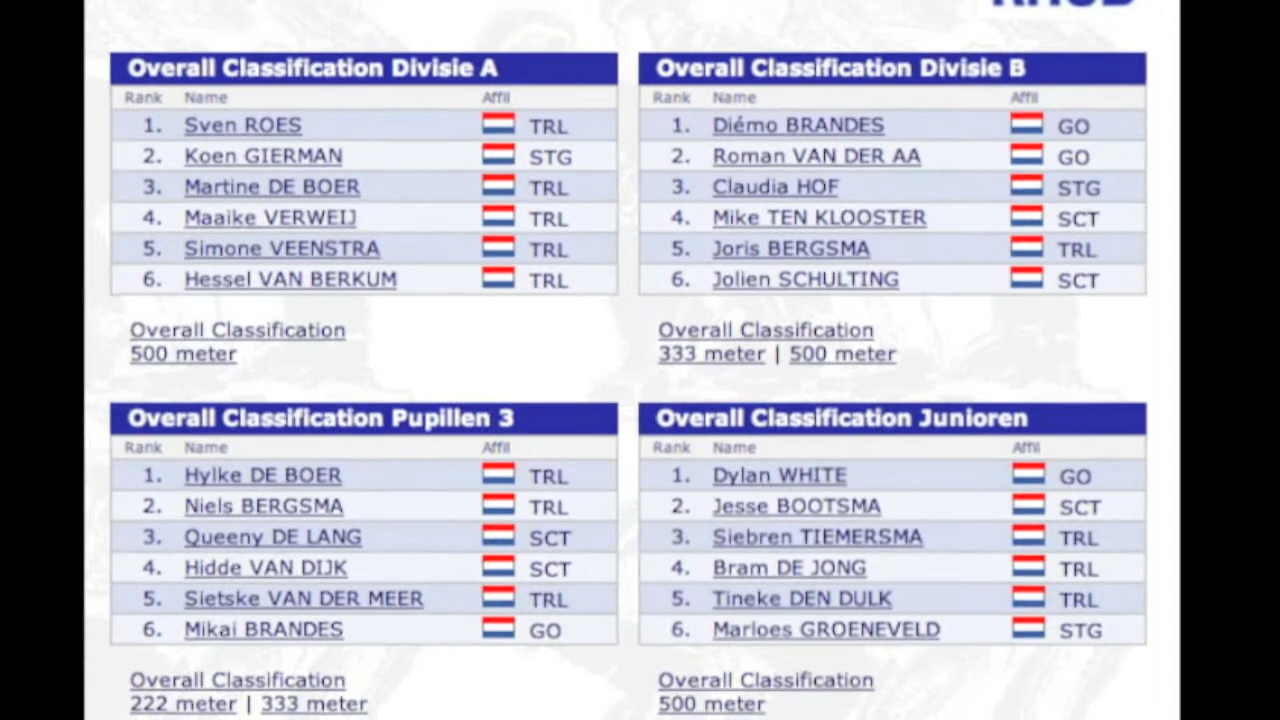 Overall Classification Divisie A
Rank Name Affil
1. Sven ROES TRL
2. Koen GIERMAN STG
3. Martine DE BOER TRL
4. Maaike VERWEIJ TRL
5. Simone VEENSTRA TRL
6. Hessel VAN BERKUM TRL
Overall Classification
500 meter
Overall Classification Divisie B
Rank Name Affil
1. Diémo BRANDES GO
2. Roman VAN DER AA GO
3. Claudia HOF STG
4. Mike TEN KLOOSTER SCT
5. Joris BERGSMA TRL
6. Jolien SCHULTING SCT
Overall Classification
333 meter | 500 meter
Overall Classification Pupillen 3
Rank Name Affil
1. Hylke DE BOER TRL
2. Niels BERGSMA TRL
3. Queeny DE LANG SCT
4. Hidde VAN DIJK SCT
5. Sietske VAN DER MEER TRL
6. Mikai BRANDES GO
Overall Classification
222 meter | 333 meter
Overall Classification Junioren
Rank Name Affil
1. Dylan WHITE GO
2. Jesse BOOTSMA SCT
3. Siebren TIEMERSMA TRL
4. Bram DE JONG TRL
5. Tineke DEN DULK TRL
6. Marloes GROENEVELD STG
Overall Classification
500 meter